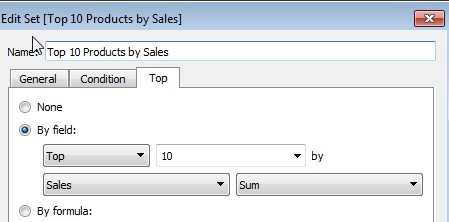 Edit Set [Top 10 Products by Sales]
Name: Top 10 Products by Sales
General Condition Top
None
By field:
Top 10 by
Sales Sum
By formula: